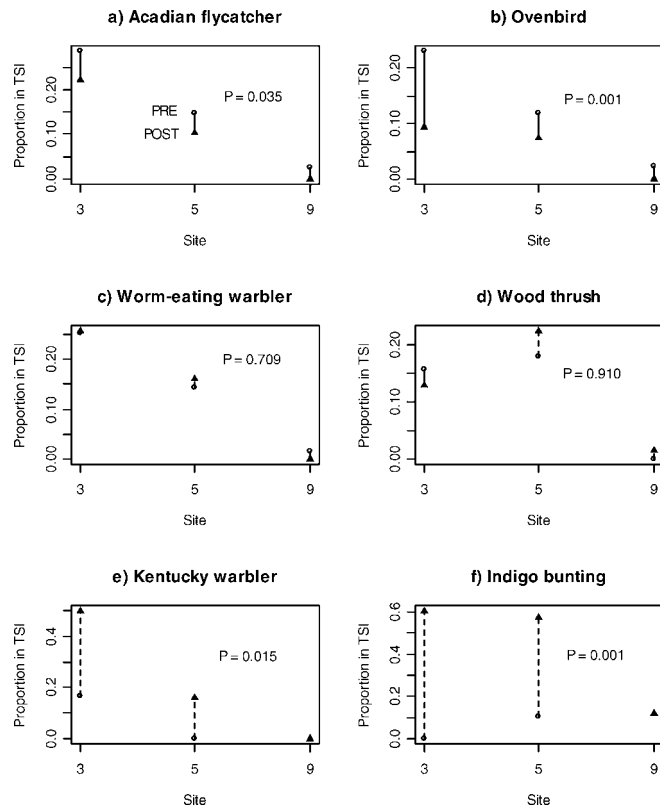 a) Acadian flycatcher
Proportion in TSI
0.00 0.10 0.20
PRE
POST
P = 0.035
3 5 9
Site
b) Ovenbird
Proportion in TSI
0.00 0.10 0.20
P = 0.001
3 5 9
Site
c) Worm-eating warbler
Proportion in TSI
0.00 0.10 0.20
P = 0.709
3 5 9
Site
d) Wood thrush
Proportion in TSI
0.00 0.10 0.20
P = 0.910
3 5 9
Site
e) Kentucky warbler
Proportion in TSI
0.0 0.2 0.4
P = 0.015
3 5 9
Site
f) Indigo bunting
Proportion in TSI
0.0 0.2 0.4 0.6
P = 0.001
3 5 9
Site